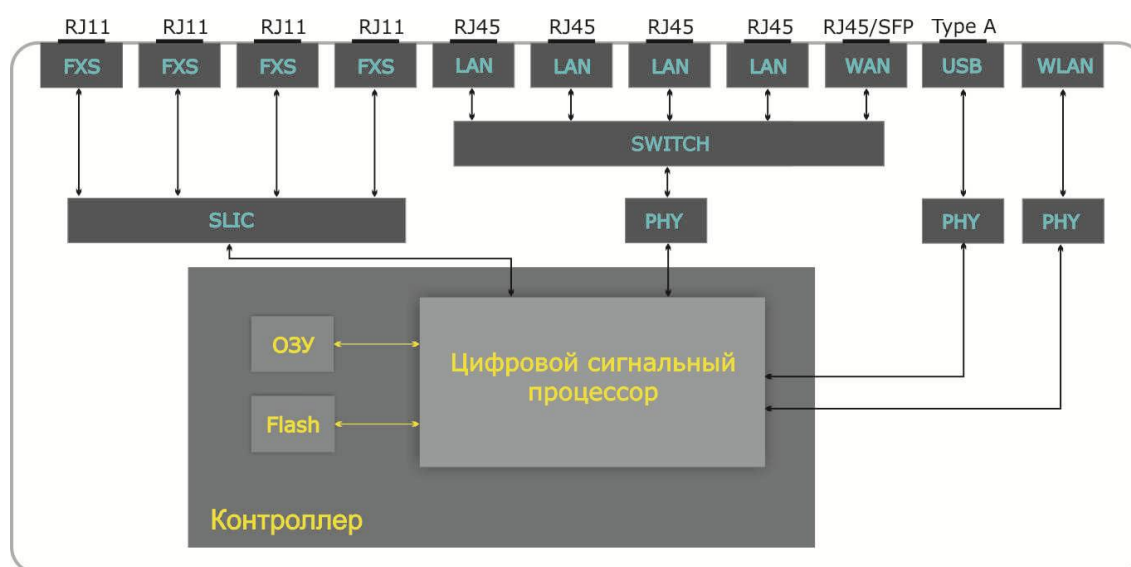 RJ11 RJ11 RJ11 RJ11 RJ45 RJ45 RJ45 RJ45 RJ45/SFP Type A
FXS FXS FXS FXS LAN LAN LAN LAN WAN USB WLAN
SWITCH
SLIC PHY PHY PHY
ОЗУ
Цифровой сигнальный
процессор
Flash
Контроллер